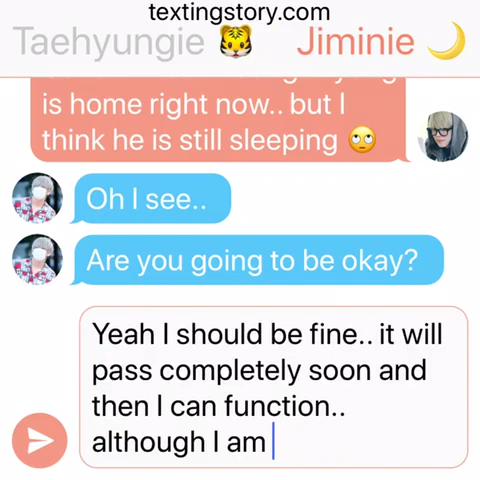 textingstory.com
Taehyungie 🐯 Jiminie 🌙
is home right now.. but I
think he is still sleeping 🙄
Oh I see..
Are you going to be okay?
Yeah I should be fine.. it will
pass completely soon and
then I can function..
although I am